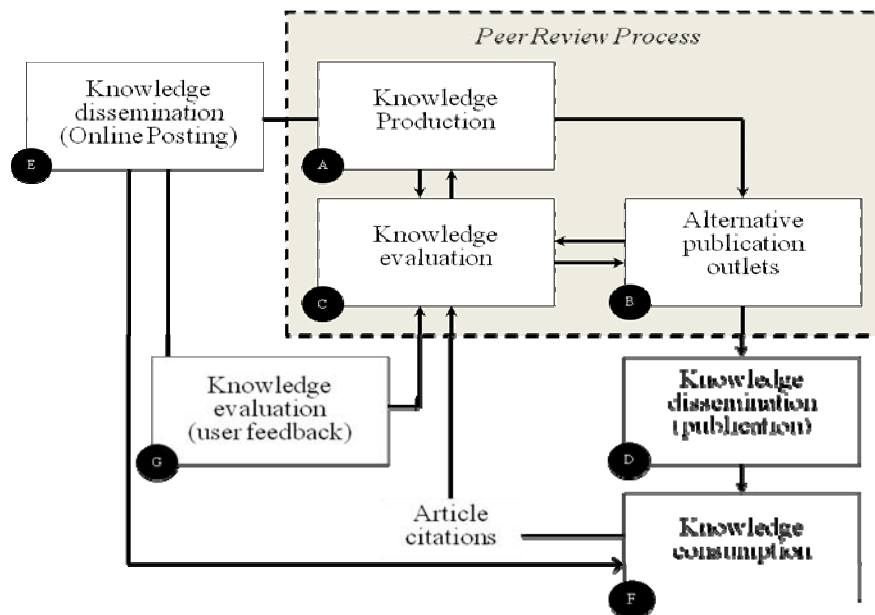 Peer Review Process
Knowledge
dissemination
(Online Posting)
E
Knowledge
Production
A
Knowledge
evaluation
C
Alternative
publication
outlets
B
Knowledge
evaluation
(user feedback)
G
Knowledge
dissemination
(publication)
D
Article
citations
Knowledge
consumption
F